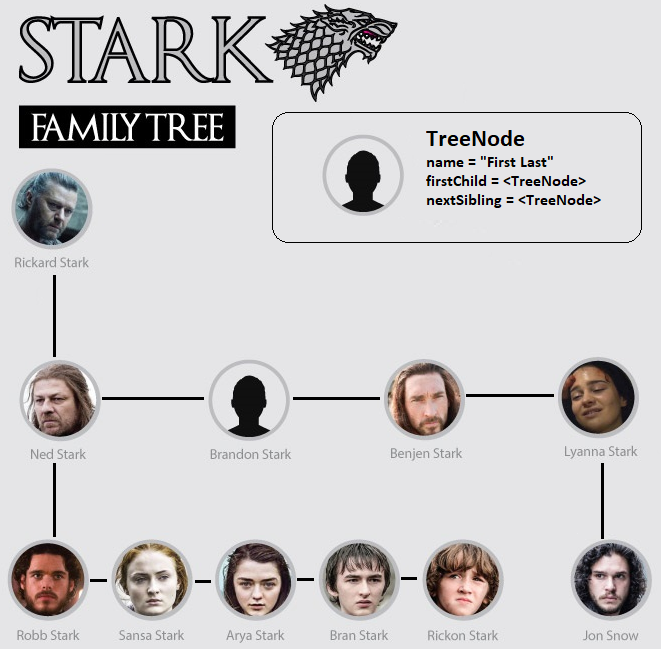 STARK
FAMILY TREE
TreeNode
name = "First Last"
firstChild = <TreeNode>
nextSibling = <TreeNode>
Rickard Stark
Ned Stark
Brandon Stark
Benjen Stark
Lyanna Stark
Robb Stark
Sansa Stark
Arya Stark
Bran Stark
Rickon Stark
Jon Snow